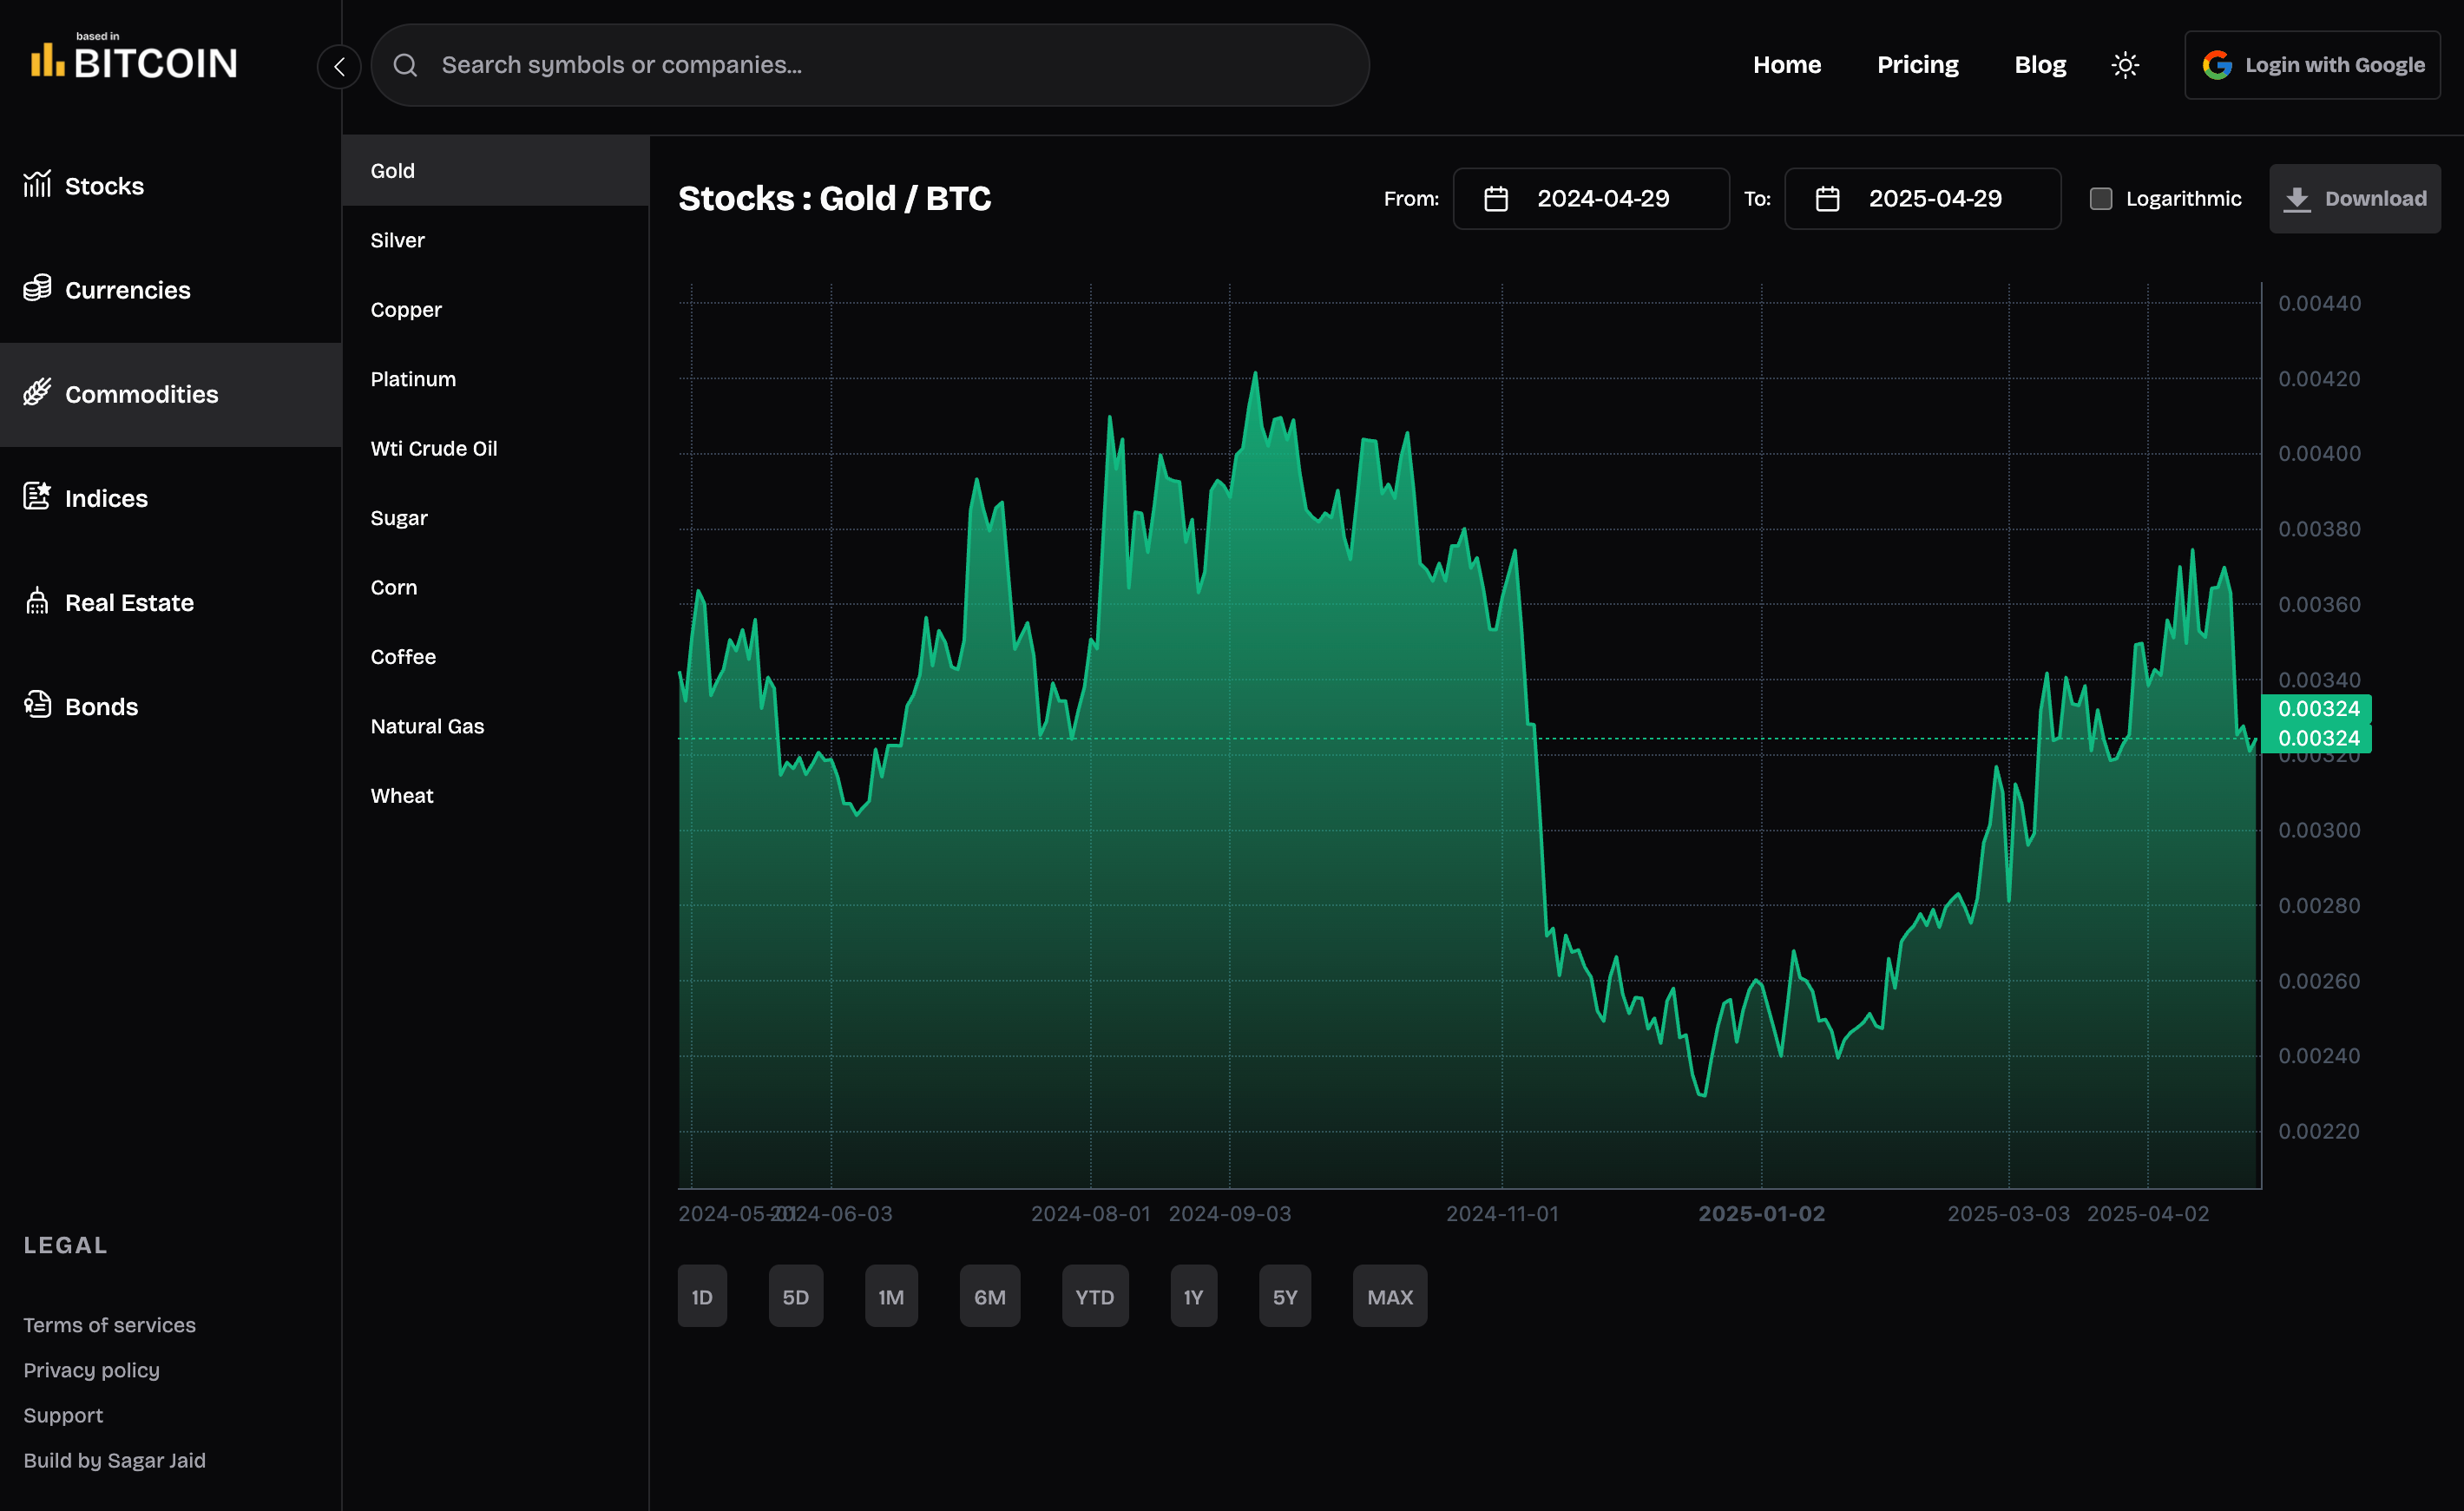 based in
BITCOIN
Search symbols or companies...
Home
Pricing
Blog
Login with Google
Stocks
Currencies
Commodities
Indices
Real Estate
Bonds
LEGAL
Terms of services
Privacy policy
Support
Build by Sagar Jaid
Gold
Silver
Copper
Platinum
Wti Crude Oil
Sugar
Corn
Coffee
Natural Gas
Wheat
Stocks : Gold / BTC
From:
2024-04-29
To:
2025-04-29
Logarithmic
Download
0.00440
0.00420
0.00400
0.00380
0.00360
0.00340
0.00324
0.00324
0.00320
0.00300
0.00280
0.00260
0.00240
0.00220
2024-05-01
2024-06-03
2024-08-01
2024-09-03
2024-11-01
2025-01-02
2025-03-03
2025-04-02
1D
5D
1M
6M
YTD
1Y
5Y
MAX